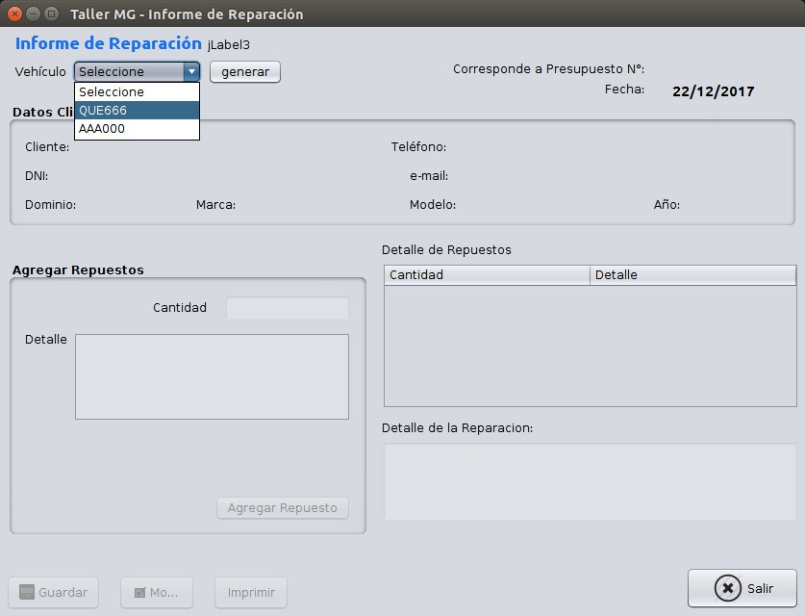 Taller MG - Informe de Reparación
Informe de Reparación jLabel3
Vehículo Seleccione generar
Corresponde a Presupuesto N°:
Fecha: 22/12/2017
Seleccione
QUE666
AAA000
Datos Cli
Cliente: Teléfono:
DNI: e-mail:
Dominio: Marca: Modelo: Año:
Agregar Repuestos
Cantidad
Detalle
Agregar Repuesto
Detalle de Repuestos
Cantidad Detalle
Detalle de la Reparacion:
Guardar Mo... Imprimir Salir